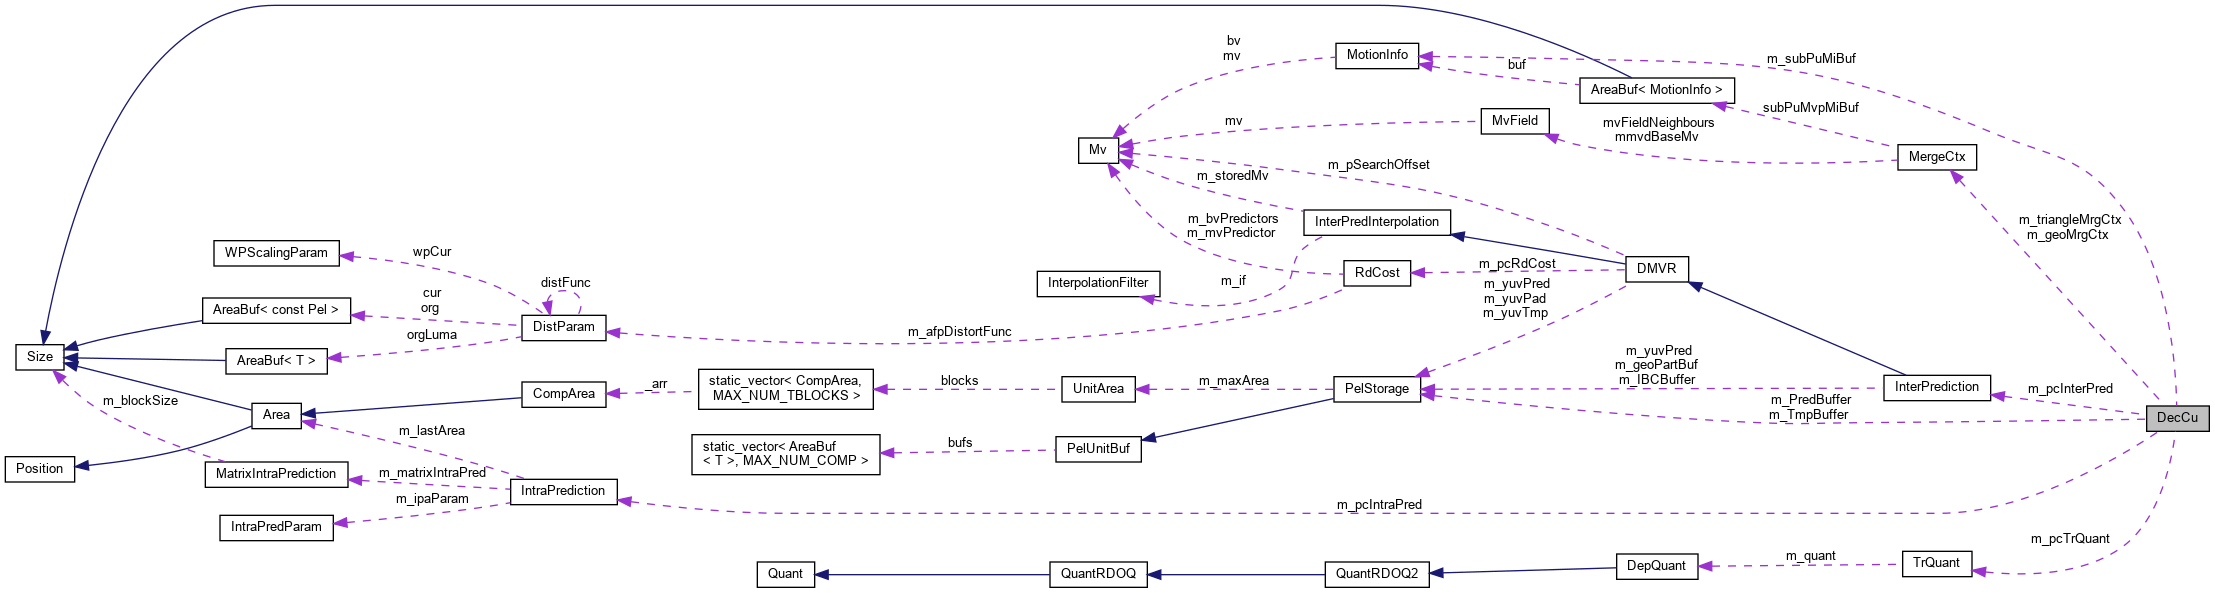 bv
mv
MotionInfo
m_subPuMiBuf
buf
AreaBuf< MotionInfo >
subPuMvpMiBuf
mv
MvField
mvFieldNeighbours
mmvdBaseMv
Mv
MergeCtx
m_pSearchOffset
m_storedMv
m_bvPredictors
m_mvPredictor
InterPredInterpolation
m_triangleMrgCtx
m_geoMrgCtx
WPScalingParam
wpCur
distFunc
InterpolationFilter
m_if
RdCost
m_pcRdCost
DMVR
m_yuvPred
m_yuvPad
m_yuvTmp
AreaBuf< const Pel >
cur
org
DistParam
m_afpDistortFunc
orgLuma
Size
AreaBuf< T >
m_yuvPred
m_geoPartBuf
m_IBCBuffer
m_blockSize
CompArea
_arr
static_vector< CompArea,
MAX_NUM_TBLOCKS >
blocks
UnitArea
m_maxArea
PelStorage
InterPrediction
m_pcInterPred
m_PredBuffer
m_TmpBuffer
DecCu
Area
m_lastArea
static_vector< AreaBuf
< T >, MAX_NUM_COMP >
bufs
PelUnitBuf
Position
MatrixIntraPrediction
m_matrixIntraPred
IntraPrediction
m_ipaParam
m_pcIntraPred
IntraPredParam
m_pcTrQuant
Quant
QuantRDOQ
QuantRDOQ2
DepQuant
m_quant
TrQuant